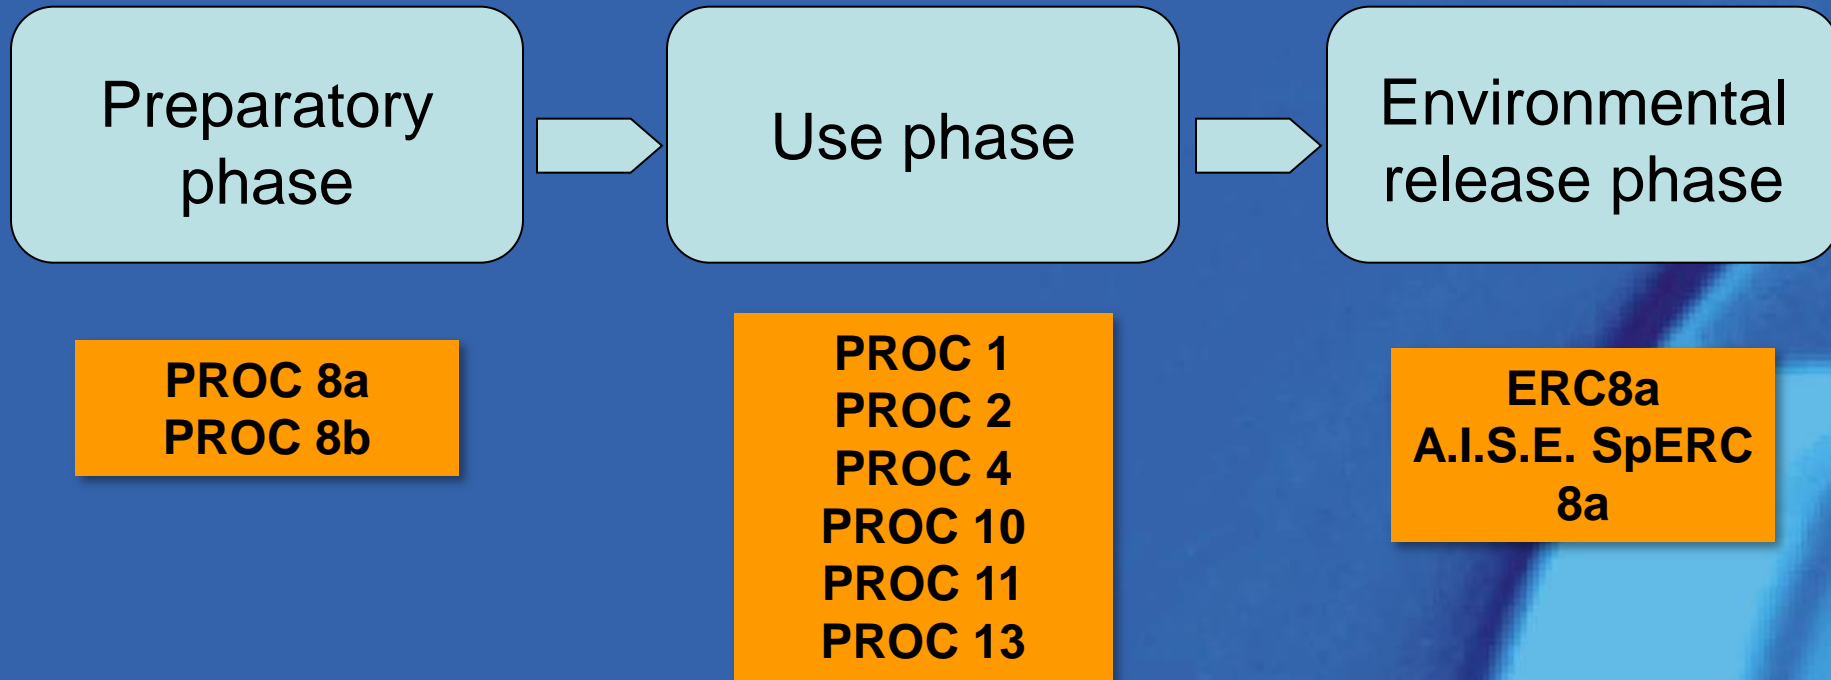 Preparatory
phase
Use phase
Environmental
release phase
PROC 8a
PROC 8b
PROC 1
PROC 2
PROC 4
PROC 10
PROC 11
PROC 13
ERC8a
A.I.S.E. SpERC
8a